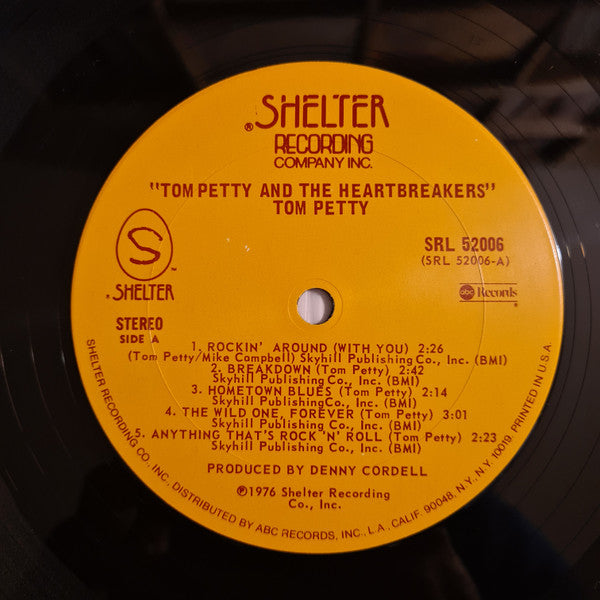 ®SHELTER
RECORDING
COMPANY INC.
"TOM PETTY AND THE HEARTBREAKERS"
TOM PETTY
S
™
®SHELTER
SRL 52006
(SRL 52006-A)
abc Records®
STEREO
SIDE A
1. ROCKIN' AROUND (WITH YOU) 2:26
(Tom Petty/Mike Campbell) Skyhill Publishing Co., Inc. (BMI)
2. BREAKDOWN (Tom Petty) 2:42
Skyhill Publishing Co., Inc. (BMI)
3. HOMETOWN BLUES (Tom Petty) 2:14
Skyhill Publishing Co., Inc. (BMI)
4. THE WILD ONE, FOREVER (Tom Petty) 3:01
Skyhill Publishing Co., Inc. (BMI)
5. ANYTHING THAT'S ROCK 'N' ROLL (Tom Petty) 2:23
Skyhill Publishing Co., Inc. (BMI)
PRODUCED BY DENNY CORDELL
℗1976 Shelter Recording
Co., Inc.
SHELTER RECORDING CO., INC., DISTRIBUTED BY ABC RECORDS, INC., L.A., CALIF. 90048, N.Y., N.Y. 10019. PRINTED IN U.S.A.